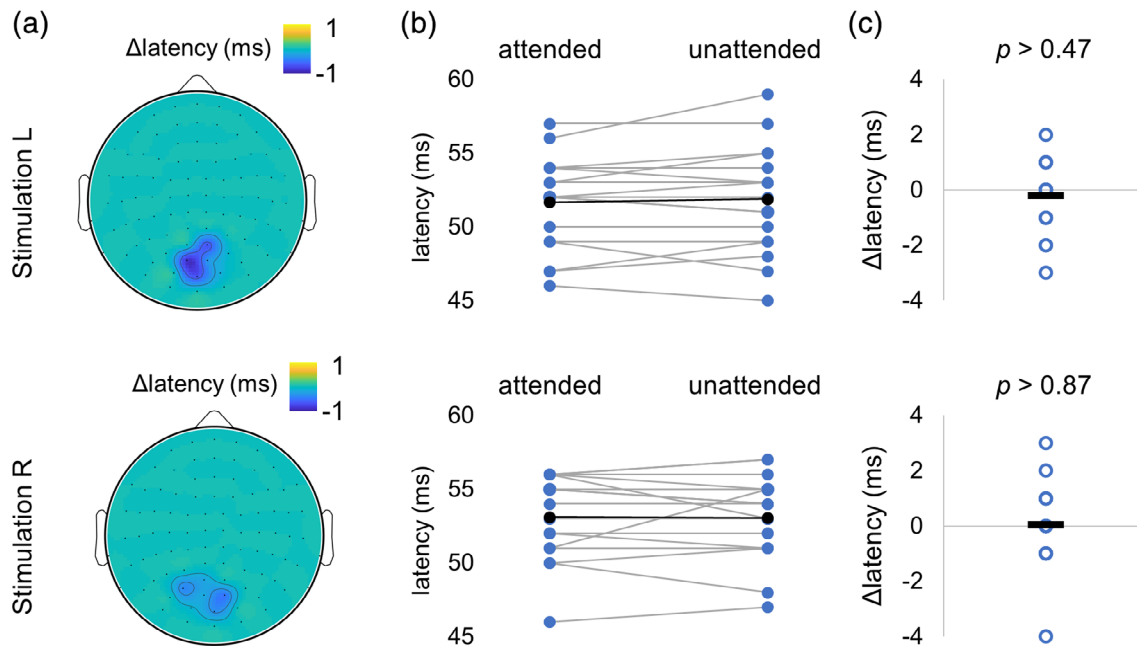 (a)
1
Δlatency (ms)
-1
Stimulation L
(b)
attended unattended
60
55
50
45
latency (ms)
(c)
p > 0.47
4
2
0
-2
-4
Δlatency (ms)
1
Δlatency (ms)
-1
Stimulation R
attended unattended
60
55
50
45
latency (ms)
p > 0.87
4
2
0
-2
-4
Δlatency (ms)